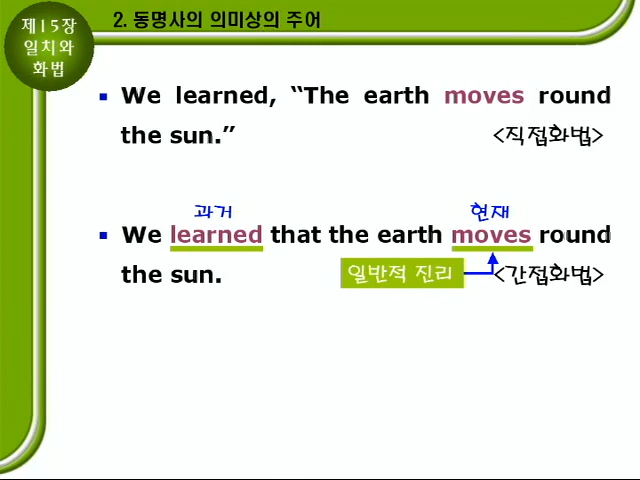 제15장
일치와
화법
2. 동명사의 의미상의 주어
▪ We learned, “The earth moves round
the sun.” <직접화법>
과거 현재
▪ We learned that the earth moves round
the sun. 일반적 진리 <간접화법>